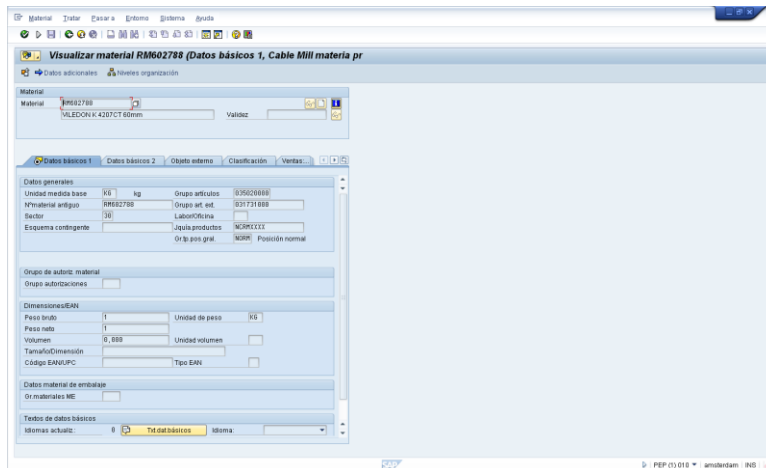 Material Tratar Pasar a Entorno Sistema Ayuda
Visualizar material RM602788 (Datos básicos 1, Cable Mill materia pr
Datos adicionales Niveles organización
Material
Material RM602788
VILEDON K 4207CT 60mm Validez
Datos básicos 1 Datos básicos 2 Objeto externo Clasificación Ventas:...
Datos generales
Unidad medida base KG kg Grupo artículos 035020000
Nºmaterial antiguo RM602788 Grupo art. ext. 031731000
Sector 30 Labor/Oficina
Esquema contingente Jquía.productos NCRMXXXX
Gr.tp.pos.gral. NORM Posición normal
Grupo de autoriz. material
Grupo autorizaciones
Dimensiones/EAN
Peso bruto 1 Unidad de peso KG
Peso neto 1
Volumen 0,000 Unidad volumen
Tamaño/Dimensión
Código EAN/UPC Tipo EAN
Datos material de embalaje
Gr.materiales ME
Textos de datos básicos
Idiomas actualiz.: 0 Txt.dat.básicos Idioma:
SAP
PEP (1) 010 amsterdam INS